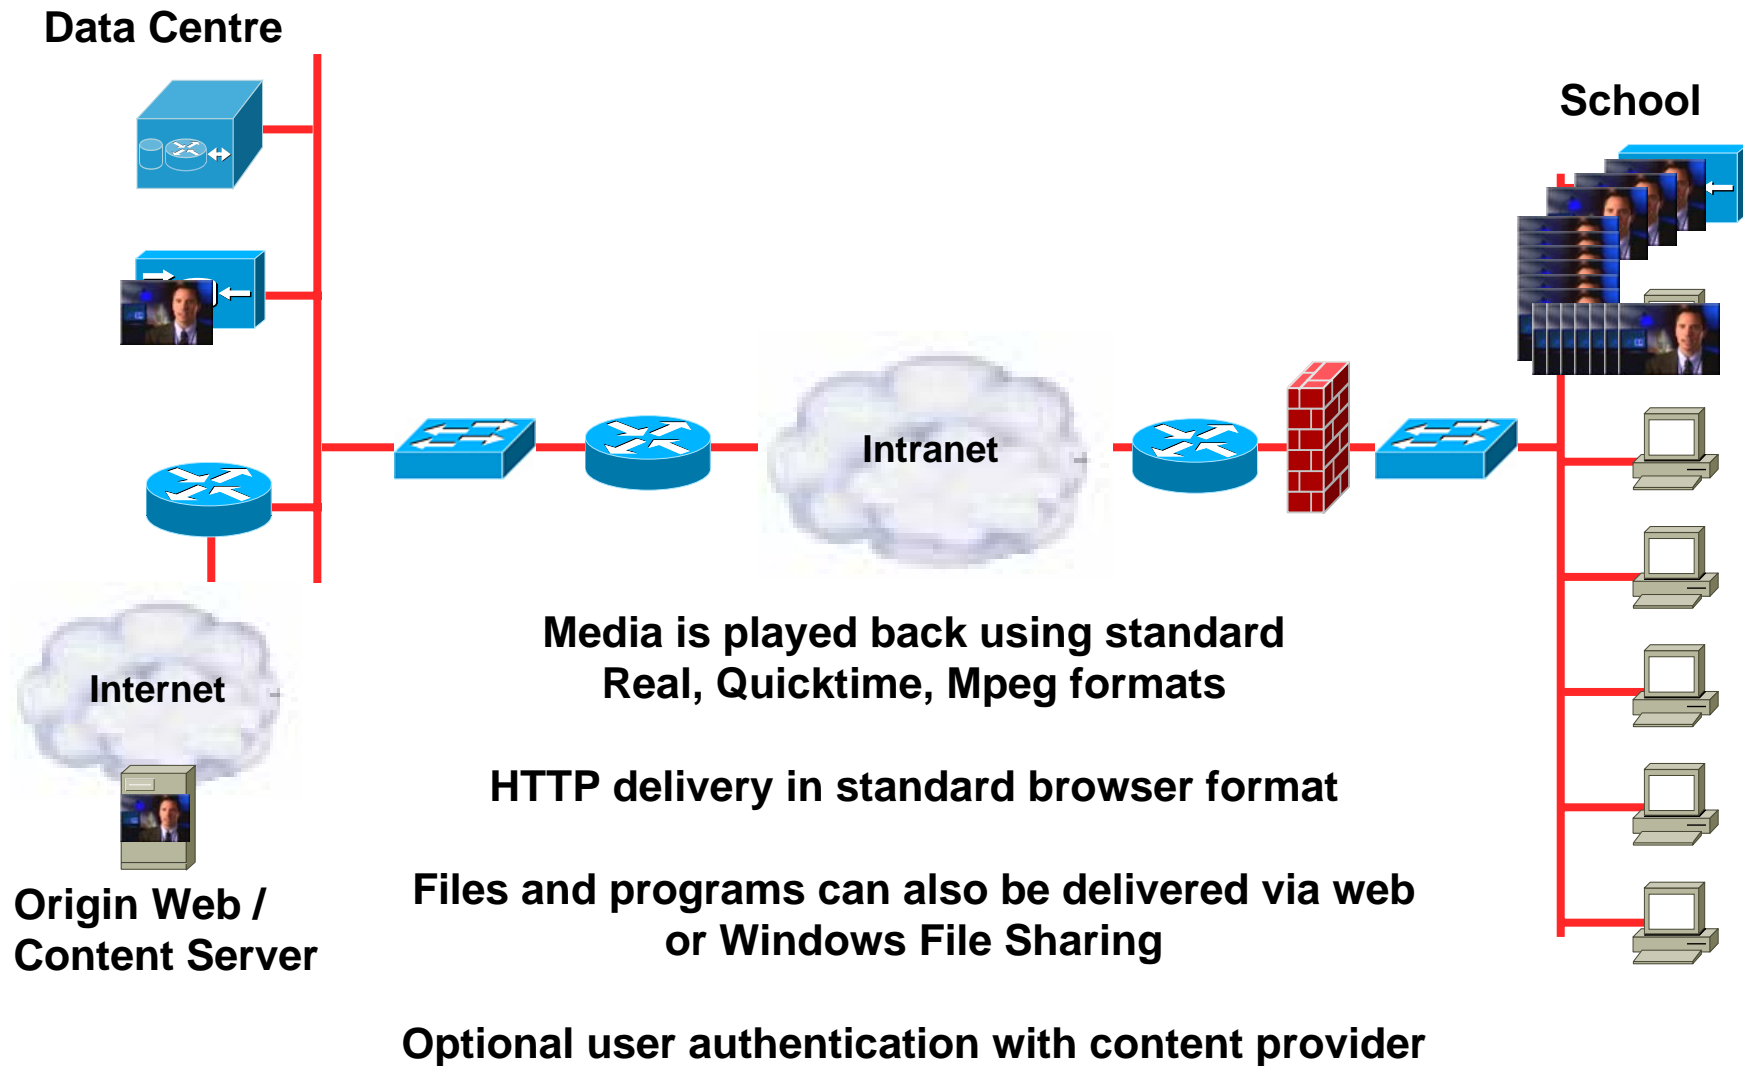 Data Centre
School
Intranet
Internet
Media is played back using standard
Real, Quicktime, Mpeg formats
HTTP delivery in standard browser format
Origin Web /
Content Server
Files and programs can also be delivered via web
or Windows File Sharing
Optional user authentication with content provider